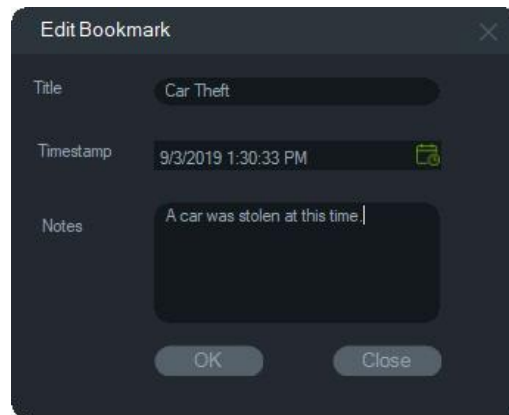 Edit Bookmark
Title
Car Theft
Timestamp
9/3/2019 1:30:33 PM
Notes
A car was stolen at this time.
OK
Close